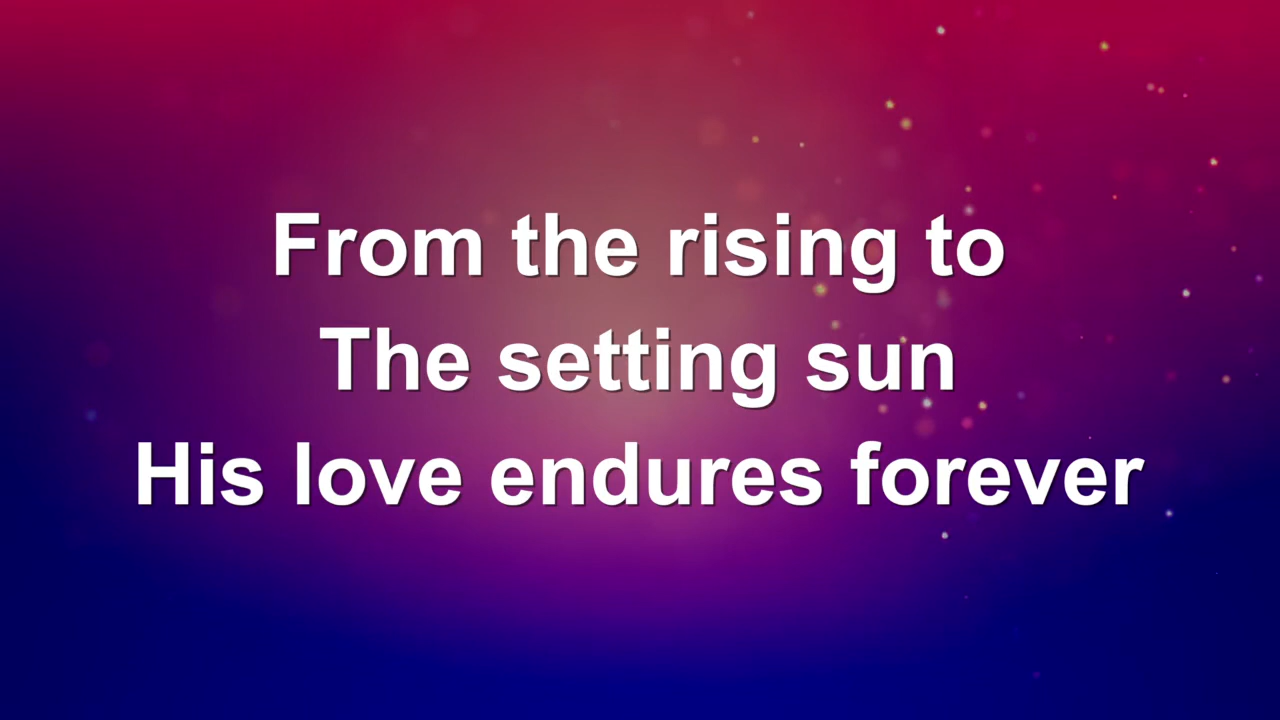 From the rising to
The setting sun
His love endures forever